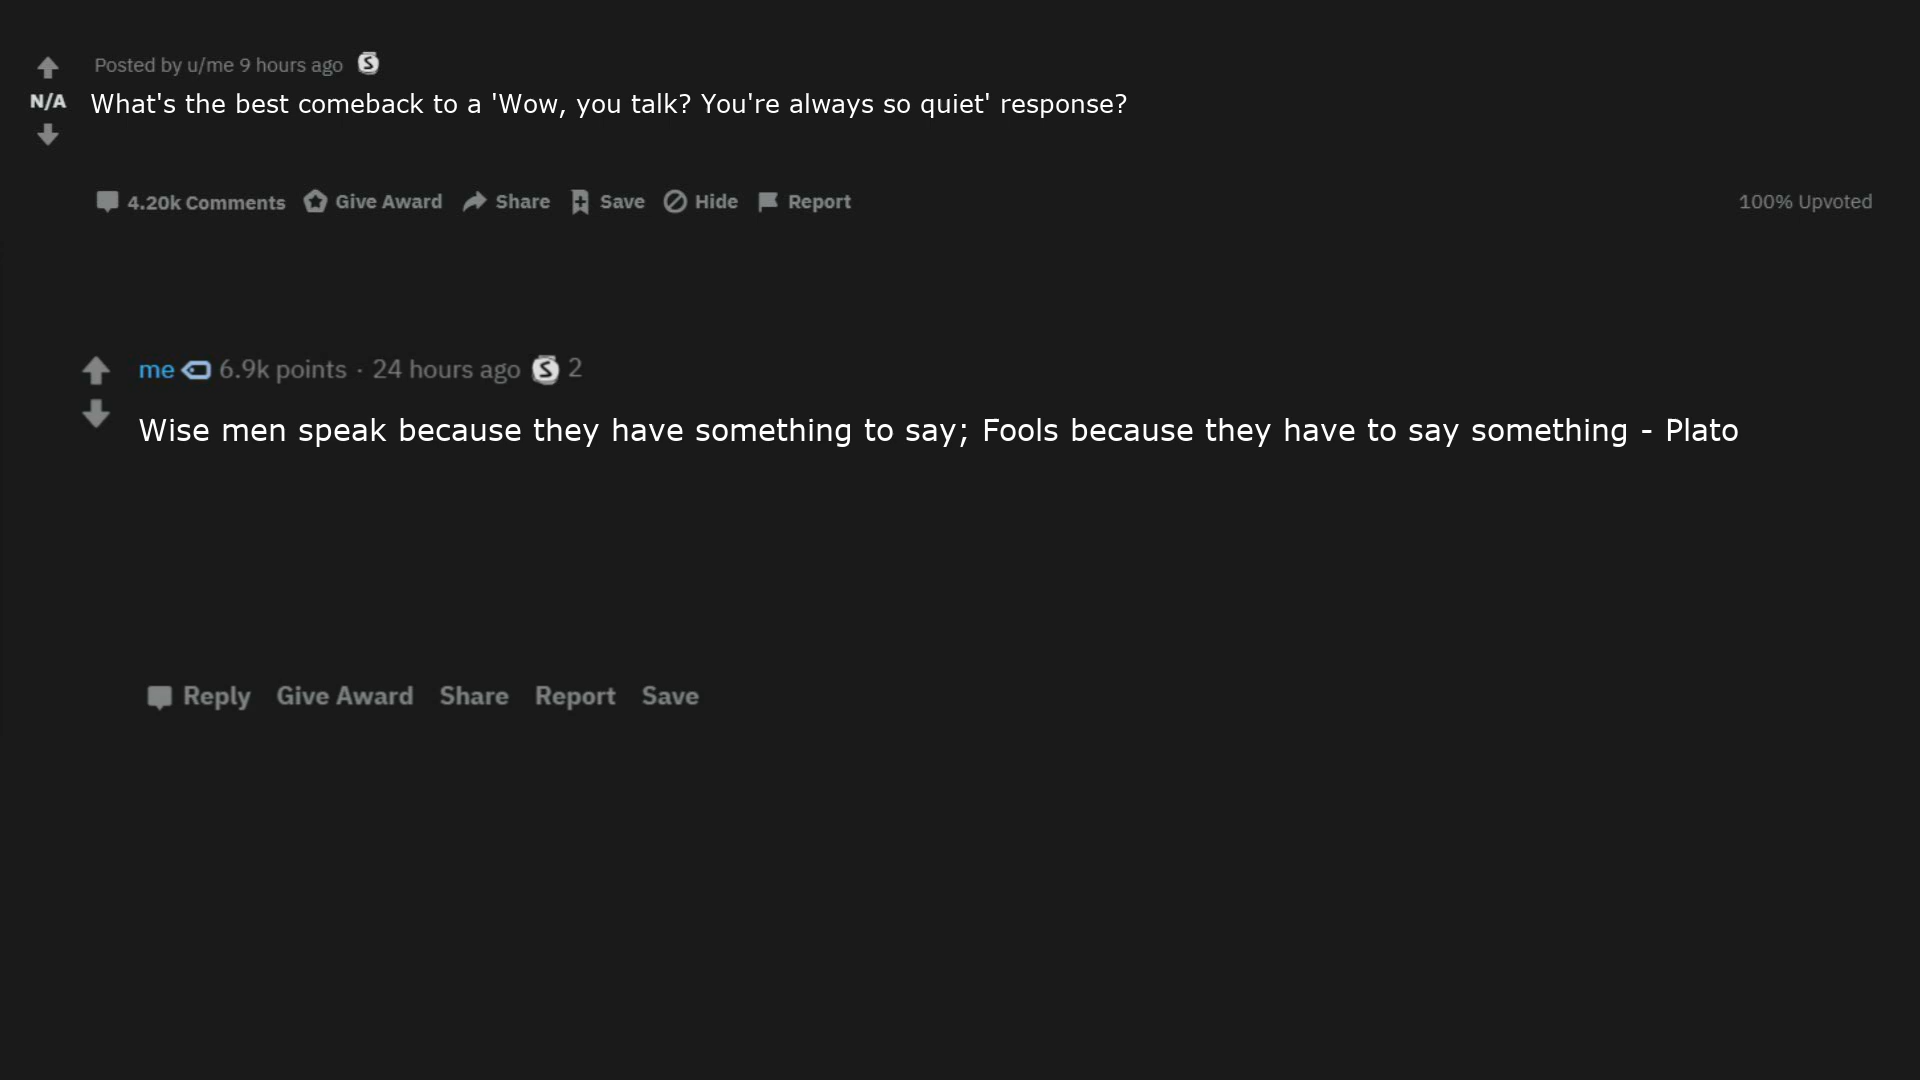 Posted by u/me 9 hours ago
N/A
What's the best comeback to a 'Wow, you talk? You're always so quiet' response?
4.20k Comments Give Award Share Save Hide Report 100% Upvoted
me 6.9k points · 24 hours ago S 2
Wise men speak because they have something to say; Fools because they have to say something - Plato
Reply Give Award Share Report Save